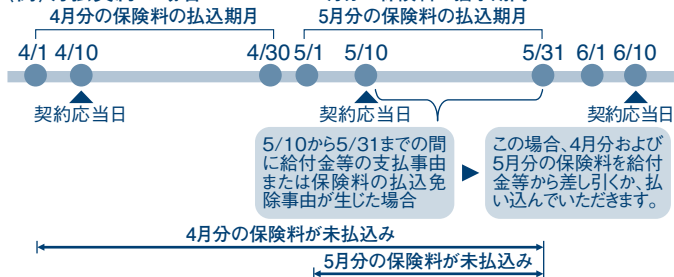 4月分の保険料の払込期月
5月分の保険料の払込期月
4/1 4/10 4/30 5/1 5/10 5/31 6/1 6/10
契約応当日 契約応当日 契約応当日
5/10から5/31までの間
に給付金等の支払事由
または保険料の払込免
除事由が生じた場合
この場合、4月分および
5月分の保険料を給付
金等から差し引くか、払
い込んでいただきます。
4月分の保険料が未払込み
5月分の保険料が未払込み